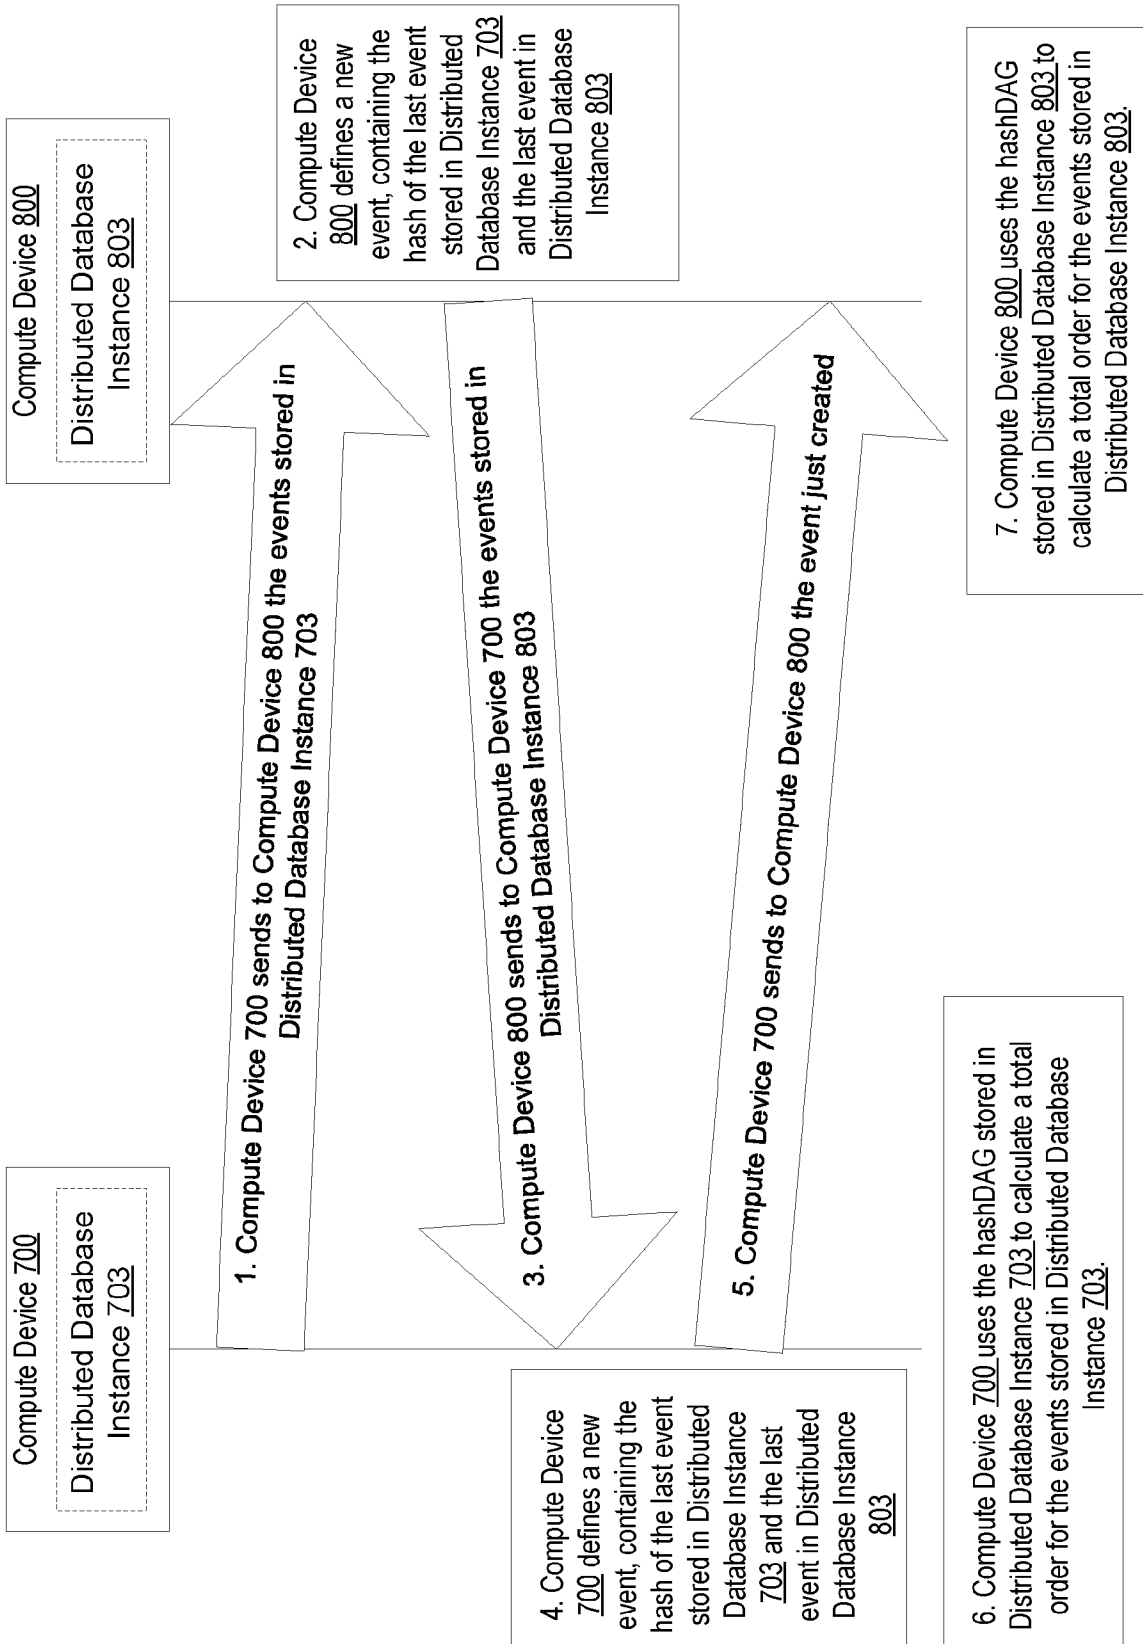 Compute Device 700
Distributed Database
Instance 703
Compute Device 800
Distributed Database
Instance 803
1. Compute Device 700 sends to Compute Device 800 the events stored in
Distributed Database Instance 703
2. Compute Device
800 defines a new
event, containing the
hash of the last event
stored in Distributed
Database Instance 703
and the last event in
Distributed Database
Instance 803
3. Compute Device 800 sends to Compute Device 700 the events stored in
Distributed Database Instance 803
4. Compute Device
700 defines a new
event, containing the
hash of the last event
stored in Distributed
Database Instance
703 and the last
event in Distributed
Database Instance
803
5. Compute Device 700 sends to Compute Device 800 the event just created
6. Compute Device 700 uses the hashDAG stored in
Distributed Database Instance 703 to calculate a total
order for the events stored in Distributed Database
Instance 703.
7. Compute Device 800 uses the hashDAG
stored in Distributed Database Instance 803 to
calculate a total order for the events stored in
Distributed Database Instance 803.